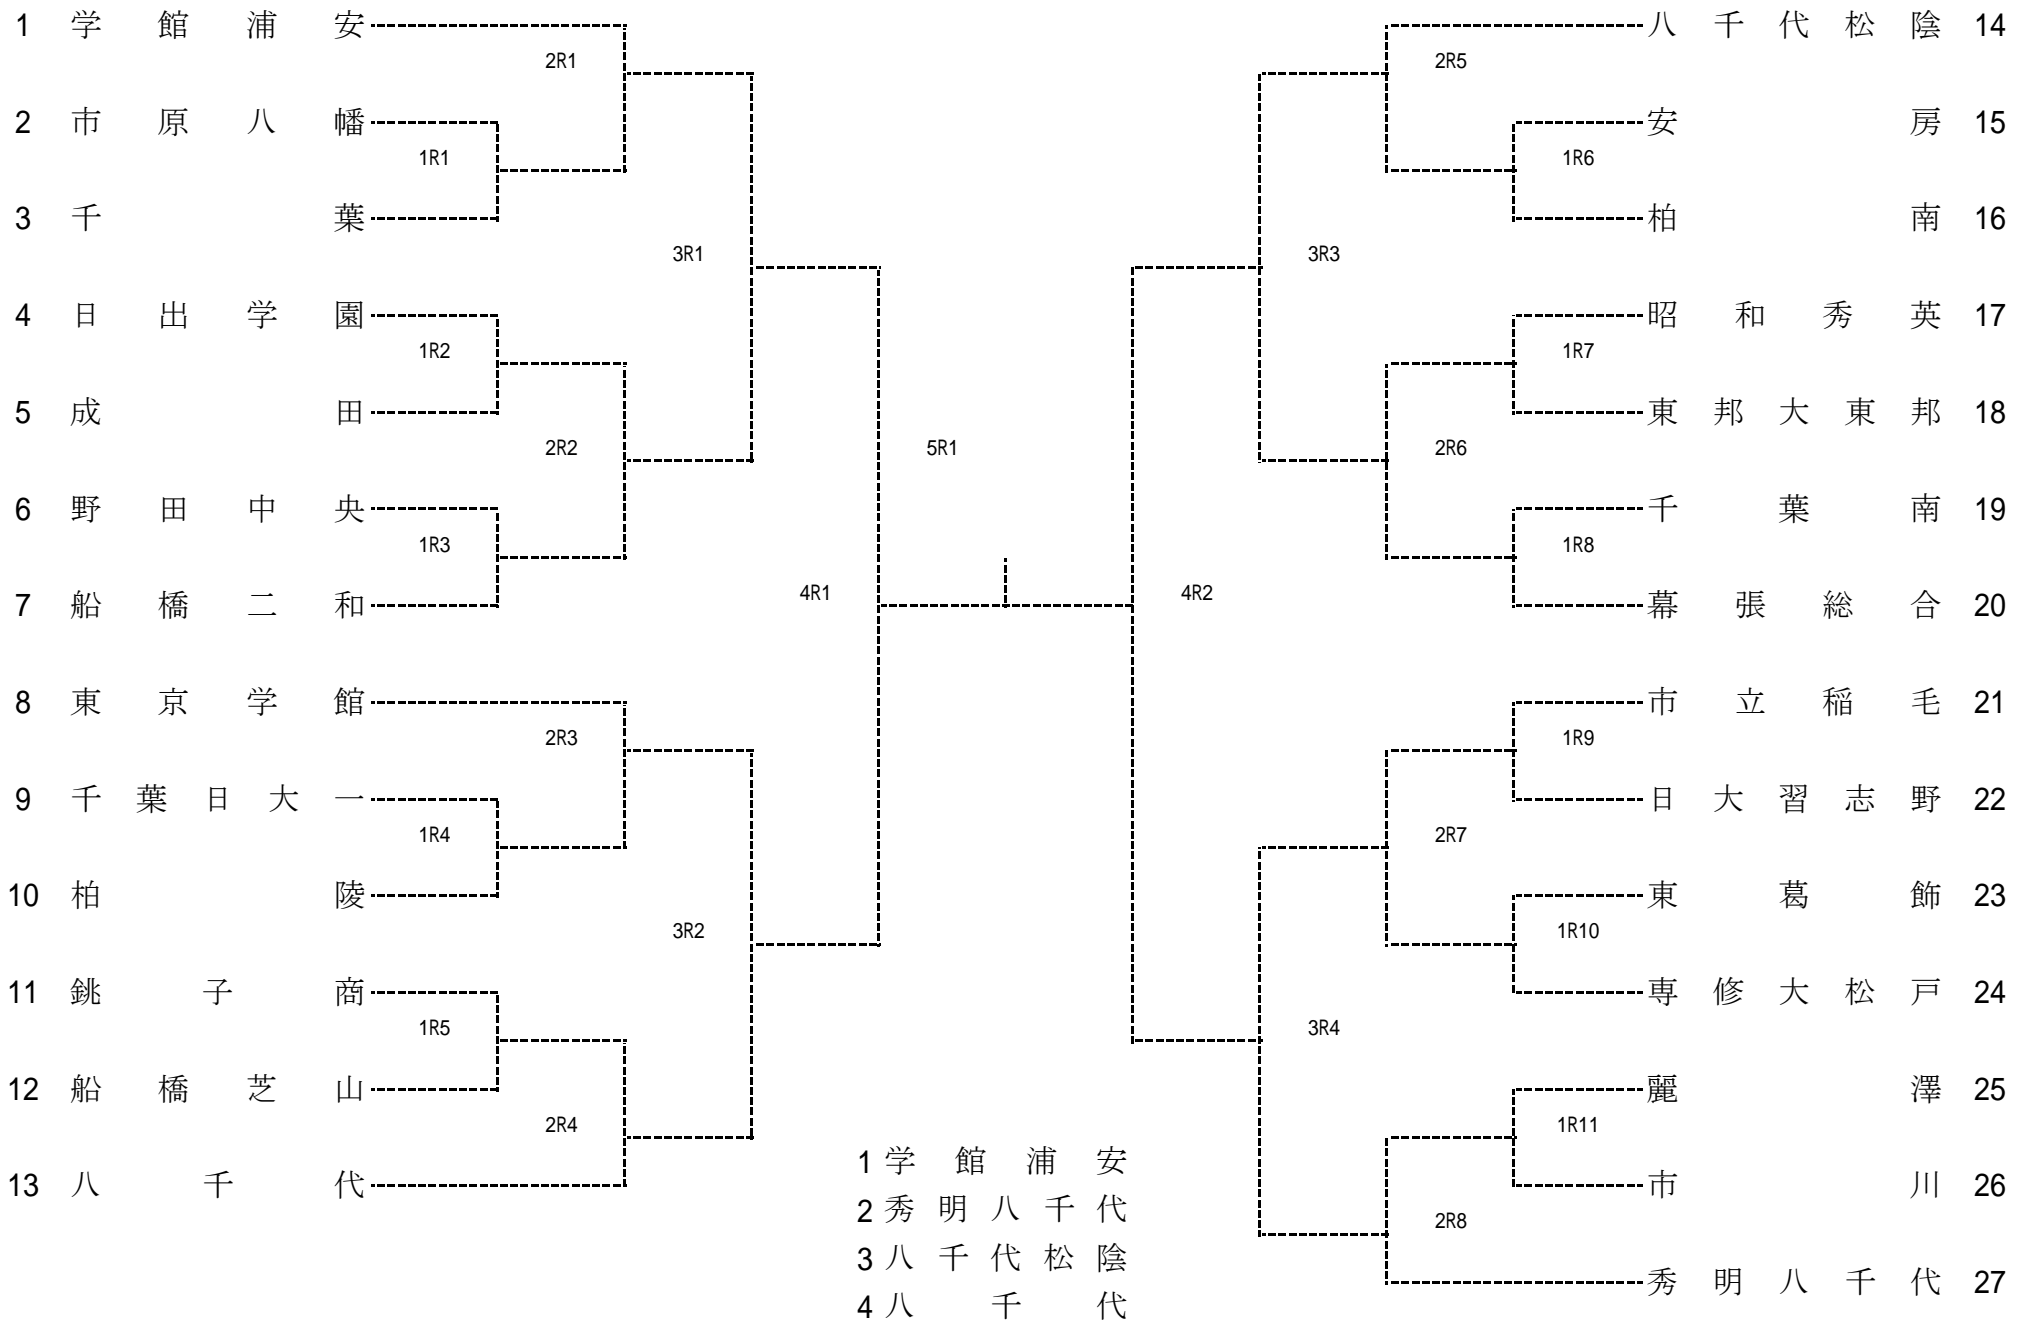 1 学館浦安
2R1
2 市原八幡
1R1
3 千葉
3R1
4 日出学園
1R2
5 成田
2R2
6 野田中央
1R3
7 船橋二和
4R1
8 東京学館
2R3
9 千葉日大一
1R4
10 柏陵
3R2
11 銚子商
1R5
12 船橋芝山
2R4
13 八千代
5R1
八千代松陰 14
2R5
安房 15
1R6
柏南 16
3R3
昭和秀英 17
1R7
東邦大東邦 18
2R6
千葉南 19
1R8
幕張総合 20
4R2
市立稲毛 21
1R9
日大習志野 22
2R7
東葛飾 23
1R10
専修大松戸 24
3R4
麗澤 25
1R11
市川 26
2R8
秀明八千代 27
1 学館浦安
2 秀明八千代
3 八千代松陰
4 八千代